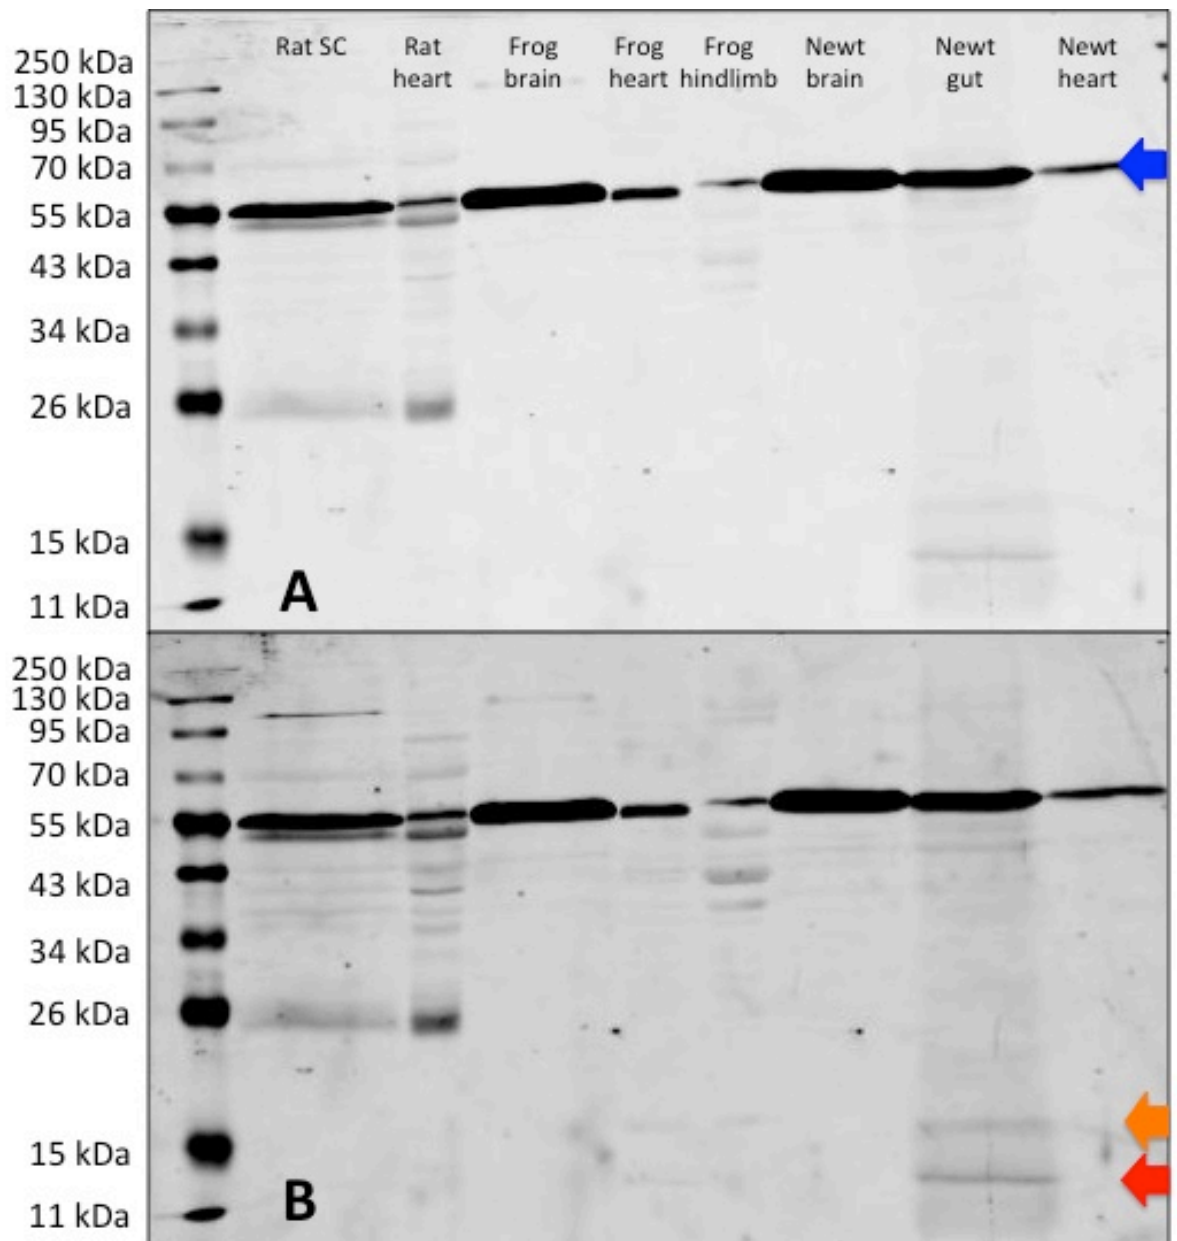 Rat SC
Rat
heart
Frog
brain
Frog
heart
Frog
hindlimb
Newt
brain
Newt
gut
Newt
heart
250 kDa
130 kDa
95 kDa
70 kDa
55 kDa
43 kDa
34 kDa
26 kDa
15 kDa
11 kDa
A
250 kDa
130 kDa
95 kDa
70 kDa
55 kDa
43 kDa
34 kDa
26 kDa
15 kDa
11 kDa
B